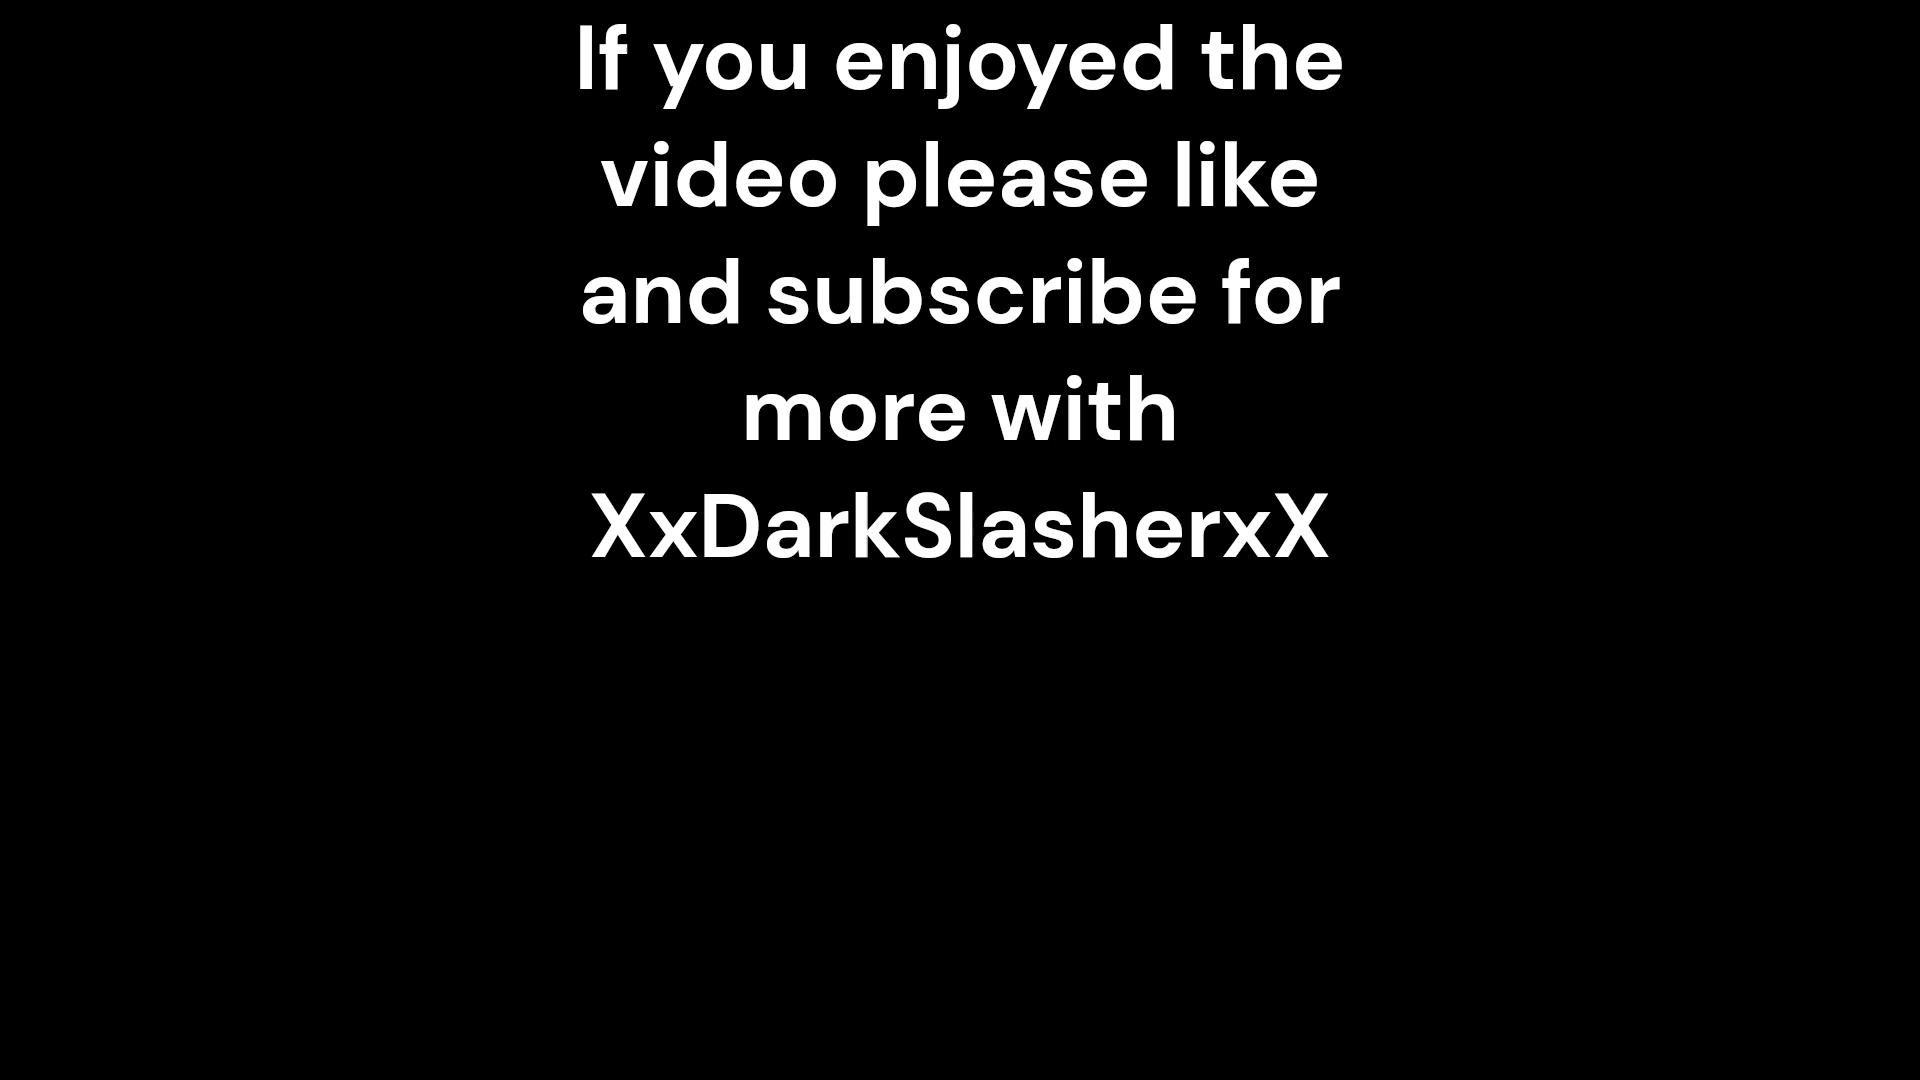 If you enjoyed the
video please like
and subscribe for
more with
XxDarkSlasherxX